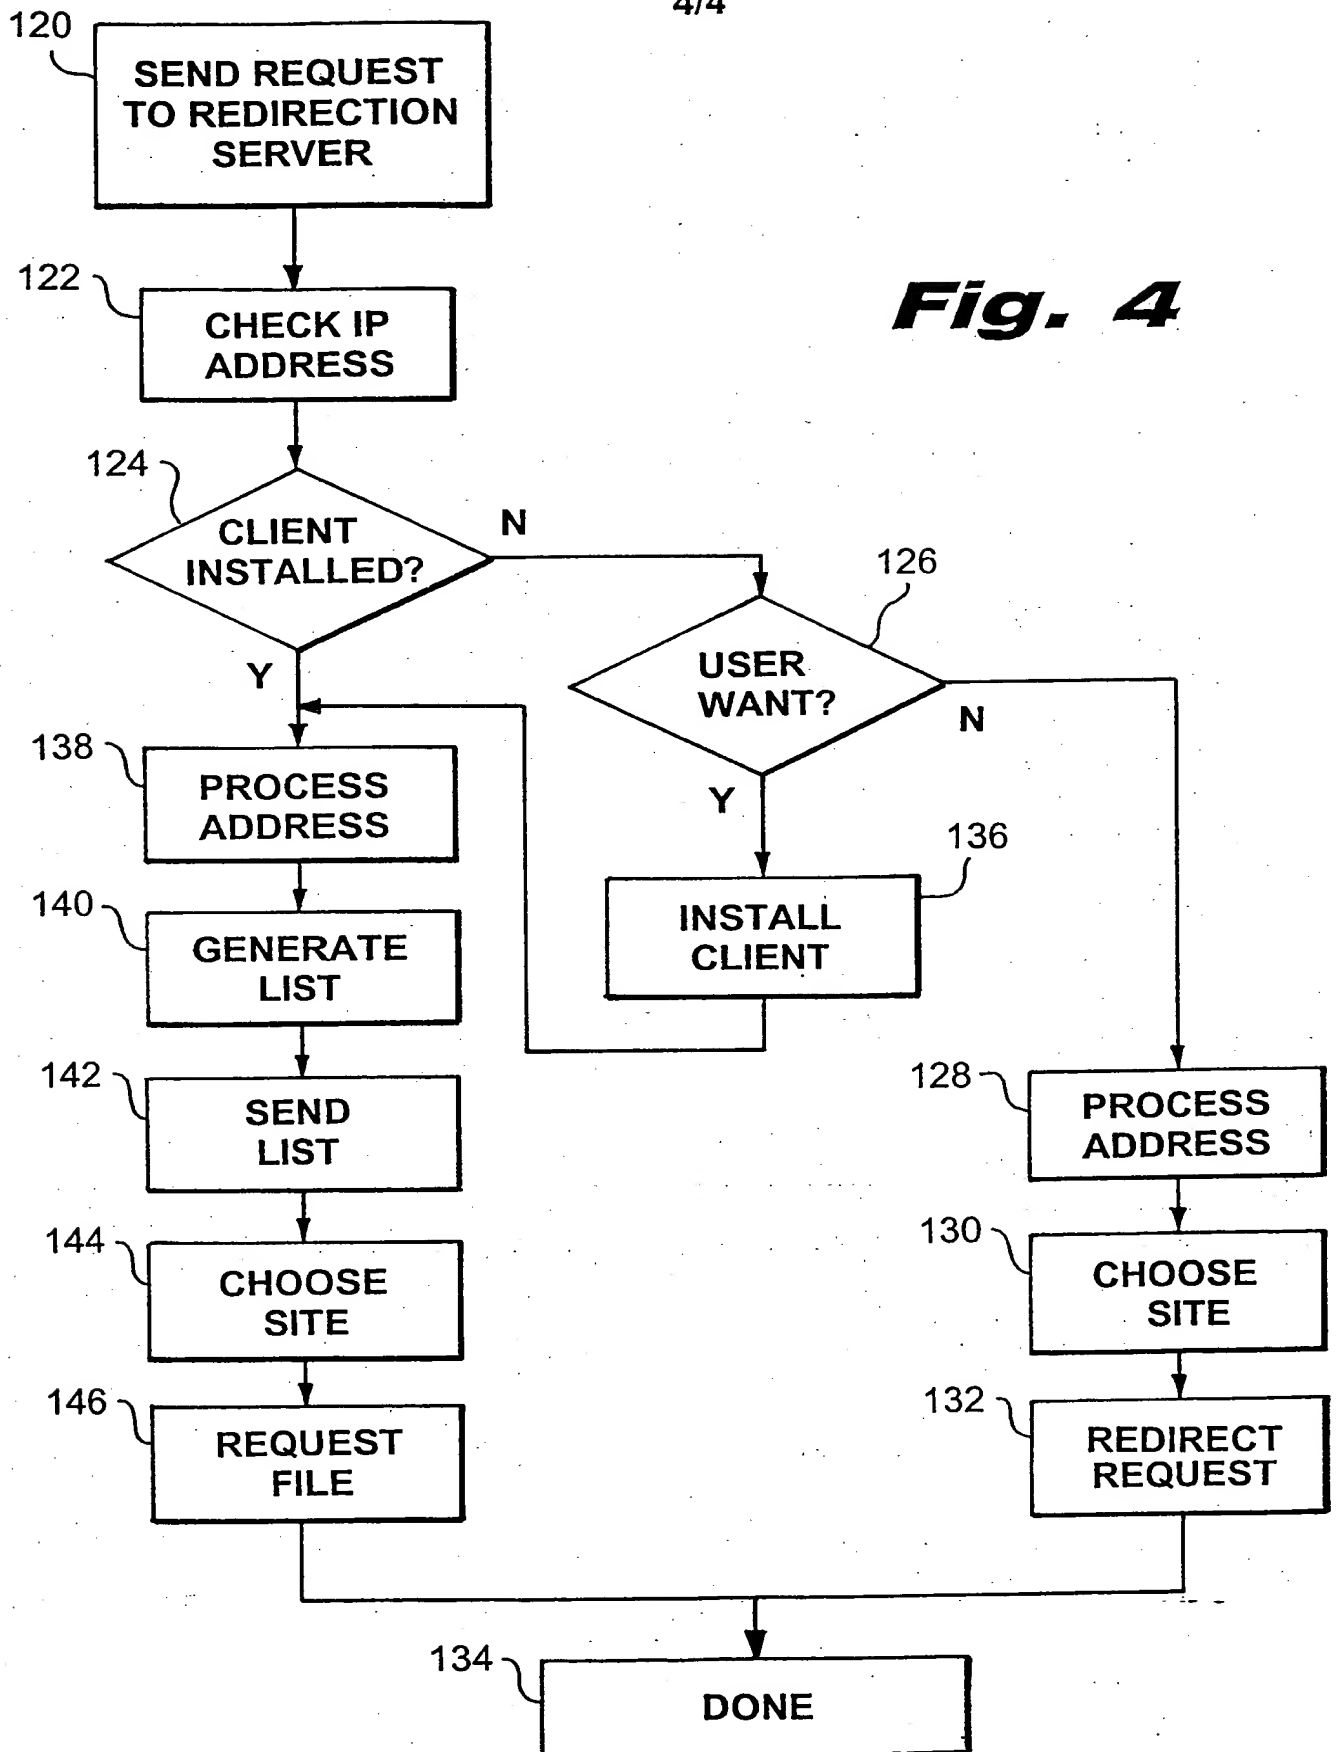 4/4
120
SEND REQUEST
TO REDIRECTION
SERVER
122
CHECK IP
ADDRESS
Fig. 4
124
CLIENT
INSTALLED?
N
Y
126
USER
WANT?
N
Y
138
PROCESS
ADDRESS
136
INSTALL
CLIENT
140
GENERATE
LIST
142
SEND
LIST
128
PROCESS
ADDRESS
144
CHOOSE
SITE
130
CHOOSE
SITE
146
REQUEST
FILE
132
REDIRECT
REQUEST
134
DONE